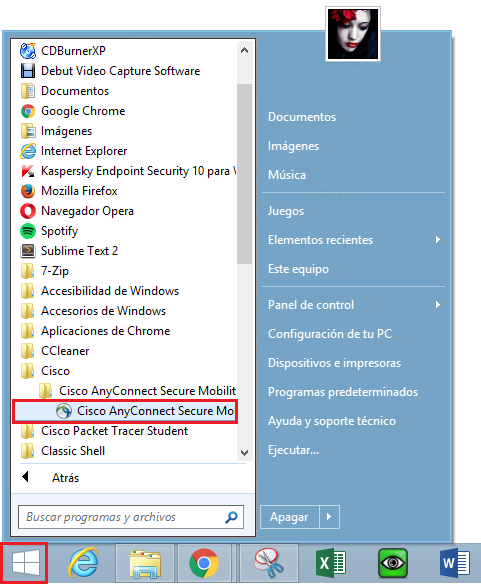 CDBurnerXP
Debut Video Capture Software
Documentos
Google Chrome
Imágenes
Internet Explorer
Kaspersky Endpoint Security 10 para W
Mozilla Firefox
Navegador Opera
Spotify
Sublime Text 2
7-Zip
Accesibilidad de Windows
Accesorios de Windows
Aplicaciones de Chrome
CCleaner
Cisco
Cisco AnyConnect Secure Mobilit
Cisco AnyConnect Secure Mo
Cisco Packet Tracer Student
Classic Shell
Atrás
Buscar programas y archivos
Documentos
Imágenes
Música
Juegos
Elementos recientes
Este equipo
Panel de control
Configuración de tu PC
Dispositivos e impresoras
Programas predeterminados
Ayuda y soporte técnico
Ejecutar...
Apagar